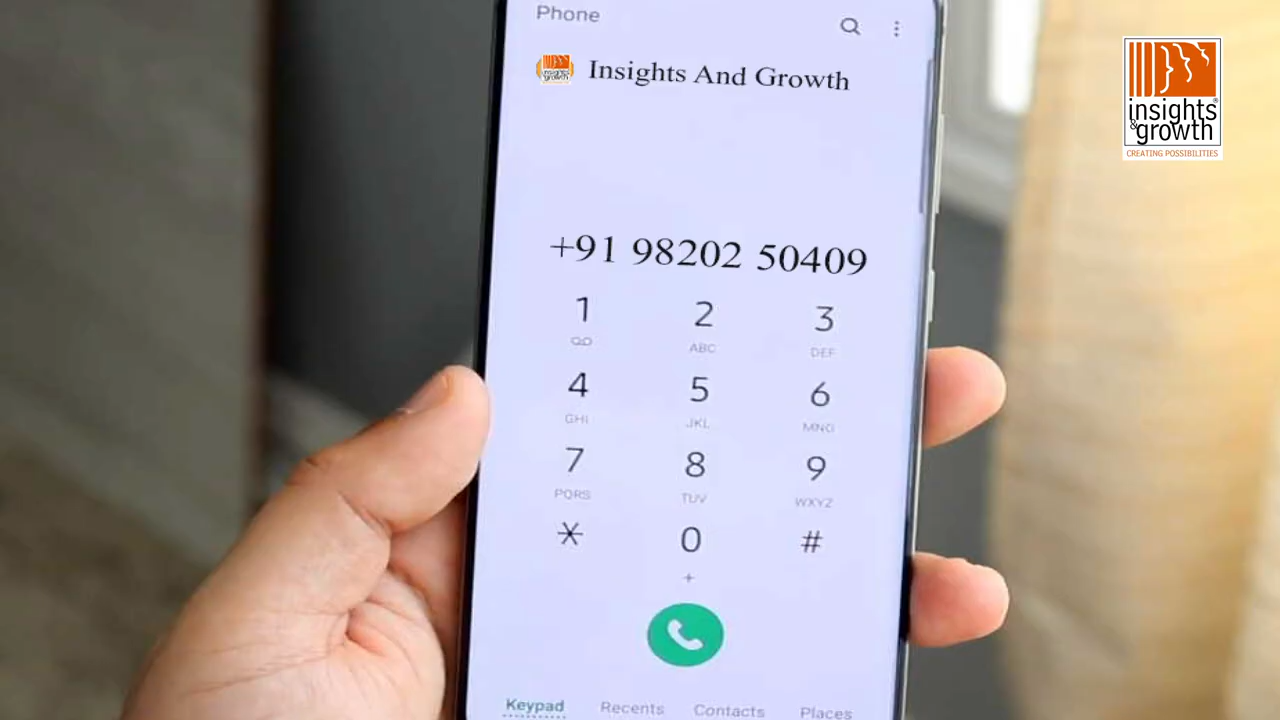 Phone
Insights And Growth
insights
&growth
CREATING POSSIBILITIES
+91 98202 50409
1 2 3
ABC DEF
4 5 6
GHI JKL MNO
7 8 9
PQRS TUV WXYZ
* 0 #
+
Keypad Recents Contacts Places